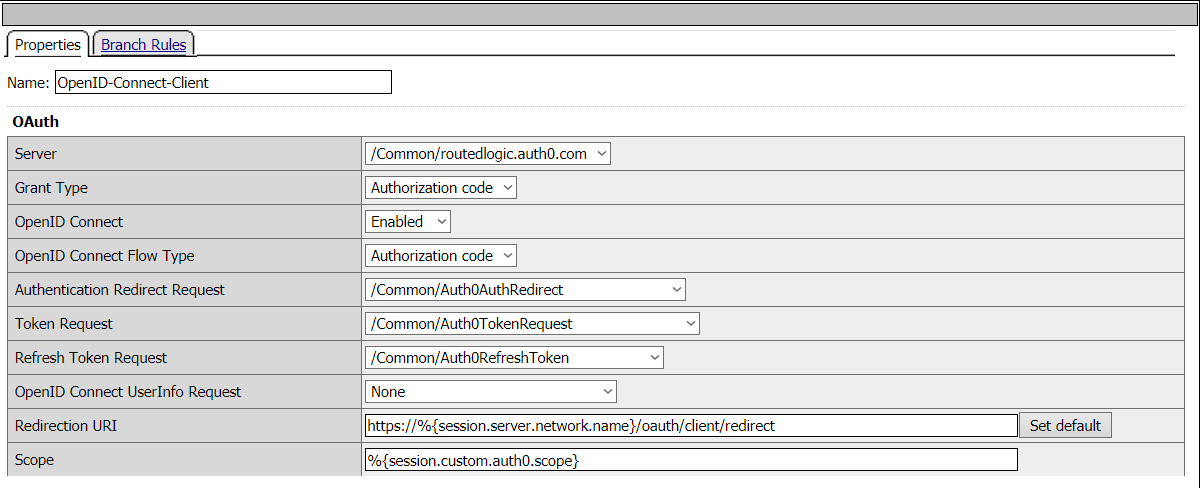 Properties Branch Rules
Name: OpenID-Connect-Client
OAuth
Server /Common/routedlogic.auth0.com
Grant Type Authorization code
OpenID Connect Enabled
OpenID Connect Flow Type Authorization code
Authentication Redirect Request /Common/Auth0AuthRedirect
Token Request /Common/Auth0TokenRequest
Refresh Token Request /Common/Auth0RefreshToken
OpenID Connect UserInfo Request None
Redirection URI https://%{session.server.network.name}/oauth/client/redirect Set default
Scope %{session.custom.auth0.scope}